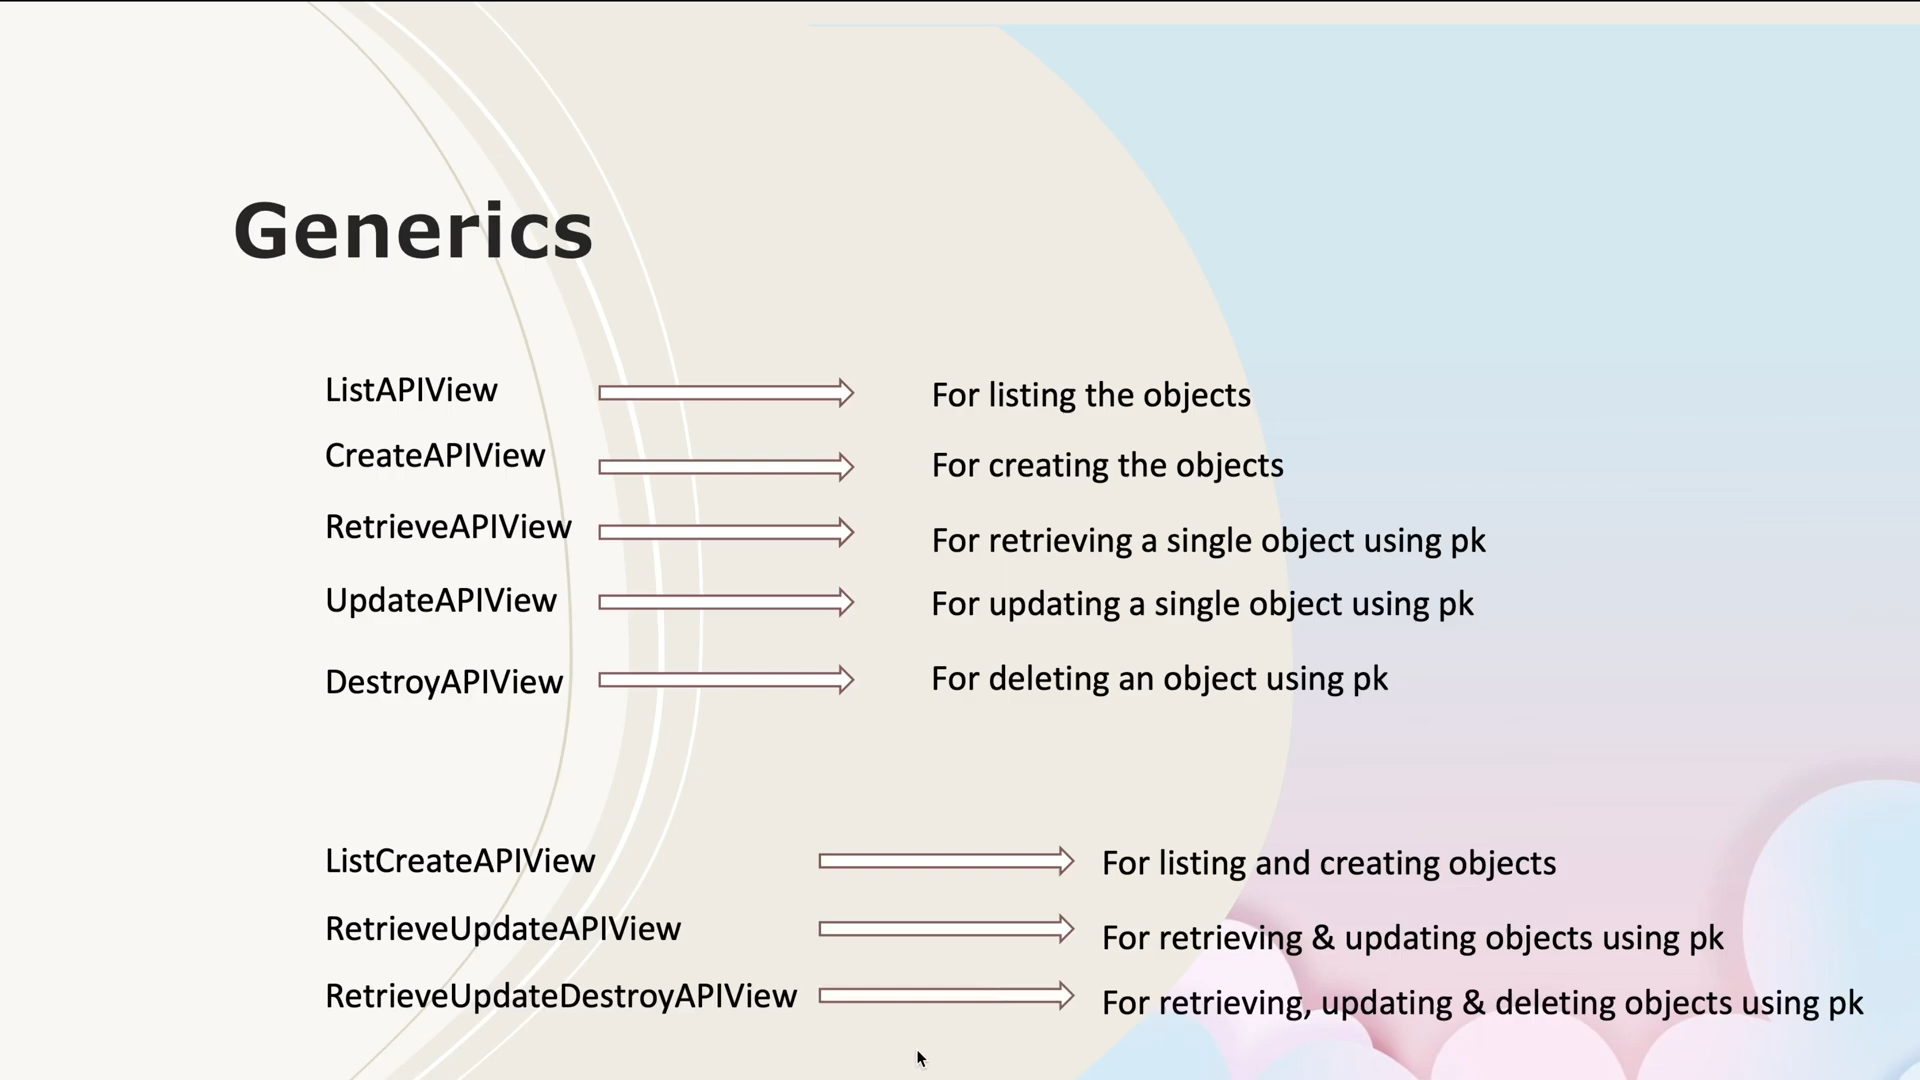 Generics
ListAPIView For listing the objects
CreateAPIView For creating the objects
RetrieveAPIView For retrieving a single object using pk
UpdateAPIView For updating a single object using pk
DestroyAPIView For deleting an object using pk
ListCreateAPIView For listing and creating objects
RetrieveUpdateAPIView For retrieving & updating objects using pk
RetrieveUpdateDestroyAPIView For retrieving, updating & deleting objects using pk